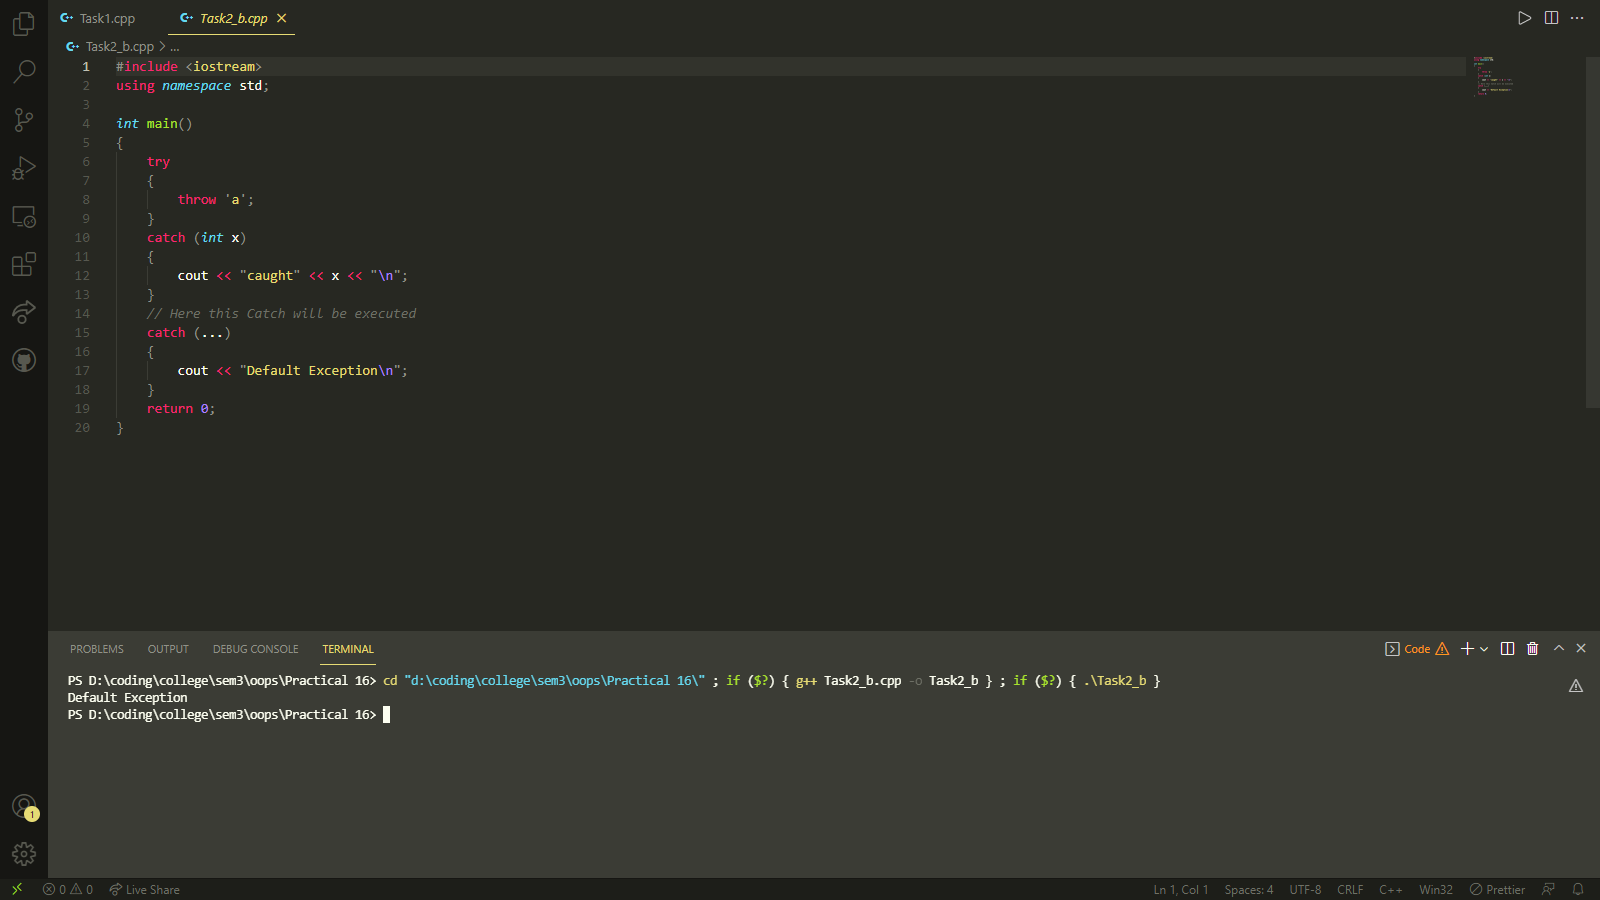 Task1.cpp Task2_b.cpp
Task2_b.cpp > ...
1 #include <iostream>
2 using namespace std;
3
4 int main()
5 {
6     try
7     {
8         throw 'a';
9     }
10     catch (int x)
11     {
12         cout << "caught" << x << "\n";
13     }
14     // Here this Catch will be executed
15     catch (...)
16     {
17         cout << "Default Exception\n";
18     }
19     return 0;
20 }
PROBLEMS OUTPUT DEBUG CONSOLE TERMINAL Code
PS D:\coding\college\sem3\oops\Practical 16> cd "d:\coding\college\sem3\oops\Practical 16\" ; if ($?) { g++ Task2_b.cpp -o Task2_b } ; if ($?) { .\Task2_b }
Default Exception
PS D:\coding\college\sem3\oops\Practical 16>
1
0 0 Live Share Ln 1, Col 1 Spaces: 4 UTF-8 CRLF C++ Win32 Prettier